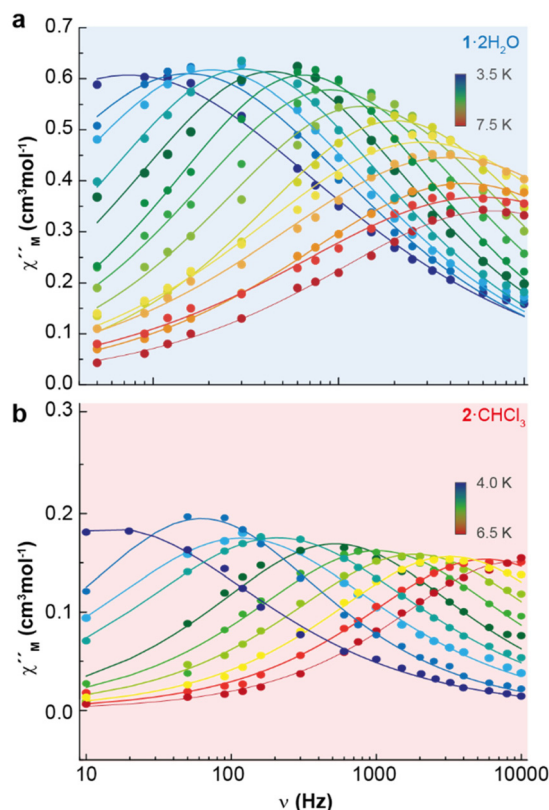 a
0.7
0.6
0.5
0.4
0.3
0.2
0.1
0.0
χ´´M (cm³mol⁻¹)
1·2H₂O
3.5 K
7.5 K
b
0.3
0.2
0.1
0.0
χ´´M (cm³mol⁻¹)
2·CHCl₃
4.0 K
6.5 K
10 100 1000 10000
ν (Hz)